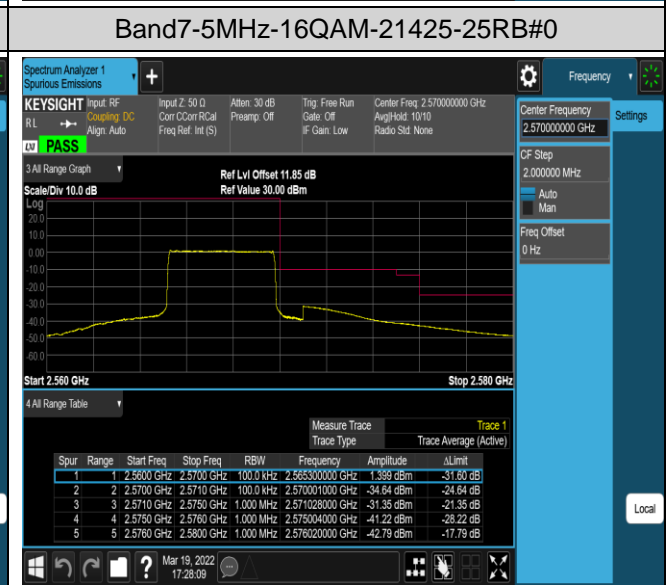 Band7-5MHz-16QAM-21425-25RB#0
Spectrum Analyzer 1
Spurious Emissions
+
Frequency
KEYSIGHT Input: RF Input Z: 50 Ω Atten: 30 dB Trig: Free Run Center Freq: 2.570000000 GHz
RL Coupling: DC Corr CCorr RCal Preamp: Off Gate: Off Avg|Hold: 10/10
Align: Auto Freq Ref: Int (S) IF Gain: Low Radio Std: None
LXI PASS
Center Frequency
2.570000000 GHz
Settings
CF Step
2.000000 MHz
Auto
Man
Freq Offset
0 Hz
3 All Range Graph
Ref Lvl Offset 11.85 dB
Scale/Div 10.0 dB Ref Value 30.00 dBm
Log
20.0
10.0
0.00
-10.0
-20.0
-30.0
-40.0
-50.0
-60.0
Start 2.560 GHz Stop 2.580 GHz
4 All Range Table
Measure Trace Trace 1
Trace Type Trace Average (Active)
Spur Range Start Freq Stop Freq RBW Frequency Amplitude ΔLimit
1 1 2.5600 GHz 2.5700 GHz 100.0 kHz 2.565300000 GHz 1.399 dBm -31.60 dB
2 2 2.5700 GHz 2.5710 GHz 100.0 kHz 2.570001000 GHz -34.64 dBm -24.64 dB
3 3 2.5710 GHz 2.5750 GHz 1.000 MHz 2.571028000 GHz -31.35 dBm -21.35 dB
4 4 2.5750 GHz 2.5760 GHz 1.000 MHz 2.575004000 GHz -41.22 dBm -28.22 dB
5 5 2.5760 GHz 2.5800 GHz 1.000 MHz 2.576020000 GHz -42.79 dBm -17.79 dB
Local
?
Mar 19, 2022
17:28:09